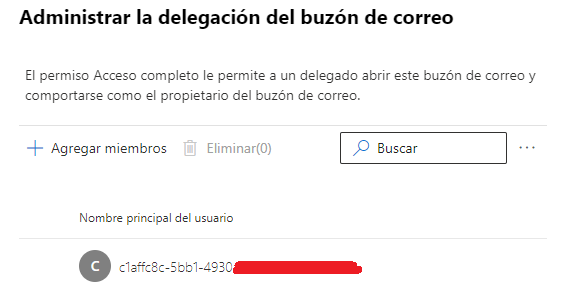 Administrar la delegación del buzón de correo
El permiso Acceso completo le permite a un delegado abrir este buzón de correo y
comportarse como el propietario del buzón de correo.
Agregar miembros Eliminar(0) Buscar ...
Nombre principal del usuario
C c1affc8c-5bb1-4930